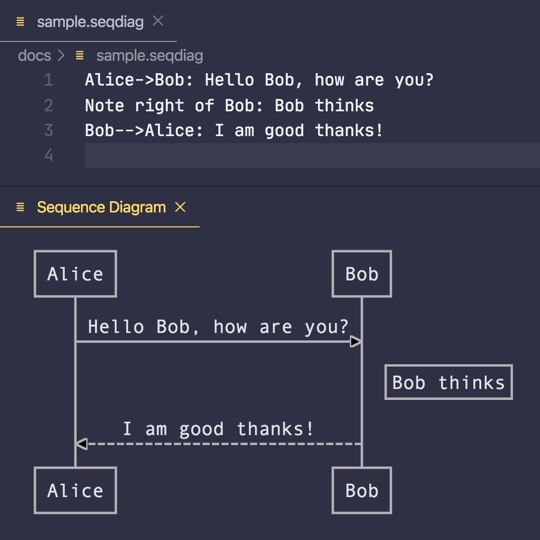 sample.seqdiag
docs > sample.seqdiag
1 Alice->Bob: Hello Bob, how are you?
2 Note right of Bob: Bob thinks
3 Bob-->Alice: I am good thanks!
4
Sequence Diagram
Alice Bob
Hello Bob, how are you?
Bob thinks
I am good thanks!
Alice Bob